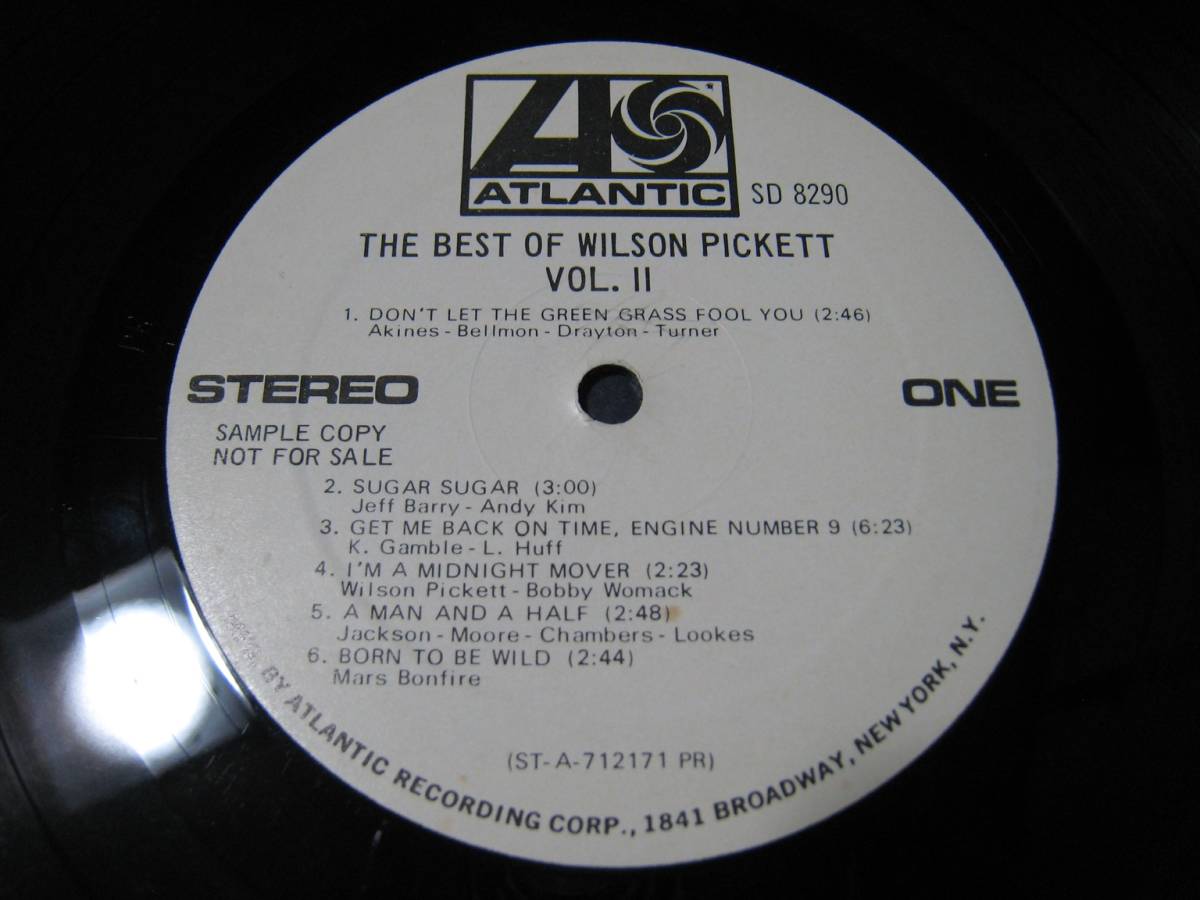 ATLANTIC
SD 8290
THE BEST OF WILSON PICKETT
VOL. II
1. DON'T LET THE GREEN GRASS FOOL YOU (2:46)
Akines - Bellmon - Drayton - Turner
STEREO
ONE
SAMPLE COPY
NOT FOR SALE
2. SUGAR SUGAR (3:00)
Jeff Barry - Andy Kim
3. GET ME BACK ON TIME, ENGINE NUMBER 9 (6:23)
K. Gamble - L. Huff
4. I'M A MIDNIGHT MOVER (2:23)
Wilson Pickett - Bobby Womack
5. A MAN AND A HALF (2:48)
Jackson - Moore - Chambers - Lookes
6. BORN TO BE WILD (2:44)
Mars Bonfire
(ST-A-712171 PR)
BY ATLANTIC RECORDING CORP., 1841 BROADWAY, NEW YORK, N.Y.